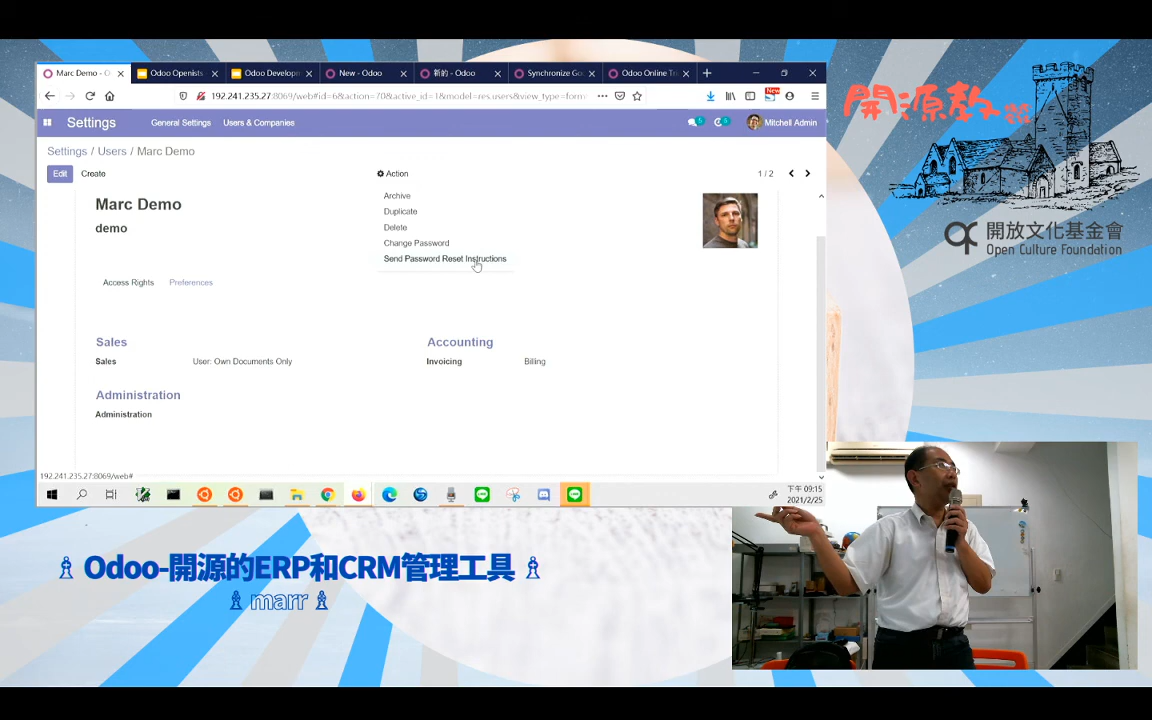 Marc Demo - O
Odoo Openists
Odoo Develop
New - Odoo
新的 - Odoo
Synchronize Go
Odoo Online Tr
192.241.235.27:8069/web#id=6&action=70&active_id=1&model=res.users&view_type=form
New
Settings
General Settings
Users & Companies
Mitchell Admin
Settings / Users / Marc Demo
Edit
Create
Action
1 / 2
Archive
Duplicate
Delete
Change Password
Send Password Reset Instructions
Marc Demo
demo
Access Rights
Preferences
Sales
Accounting
Sales
User: Own Documents Only
Invoicing
Billing
Administration
Administration
192.241.235.27:8069/web#
下午 09:15
2021/2/25
開源教
開放文化基金會
Open Culture Foundation
Odoo-開源的ERP和CRM管理工具
marr